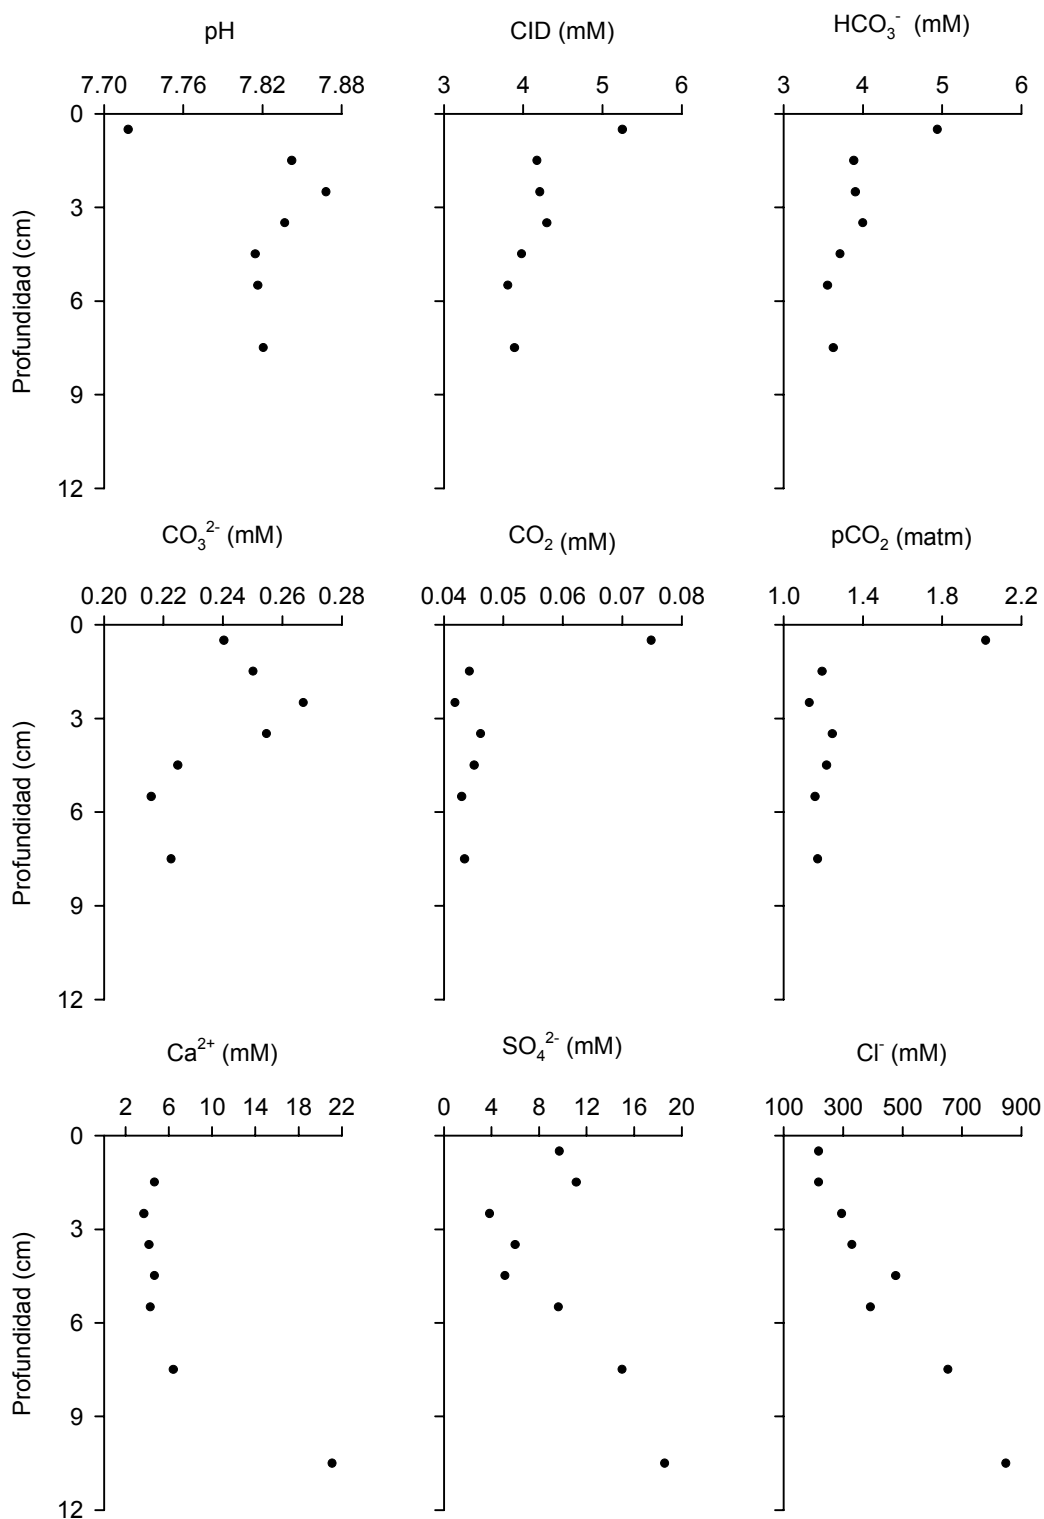 pH CID (mM) HCO₃⁻ (mM)
7.70 7.76 7.82 7.88 3 4 5 6 3 4 5 6
0
3
6
9
12
Profundidad (cm)
CO₃²⁻ (mM) CO₂ (mM) pCO₂ (matm)
0.20 0.22 0.24 0.26 0.28 0.04 0.05 0.06 0.07 0.08 1.0 1.4 1.8 2.2
0
3
6
9
12
Profundidad (cm)
Ca²⁺ (mM) SO₄²⁻ (mM) Cl⁻ (mM)
2 6 10 14 18 22 0 4 8 12 16 20 100 300 500 700 900
0
3
6
9
12
Profundidad (cm)